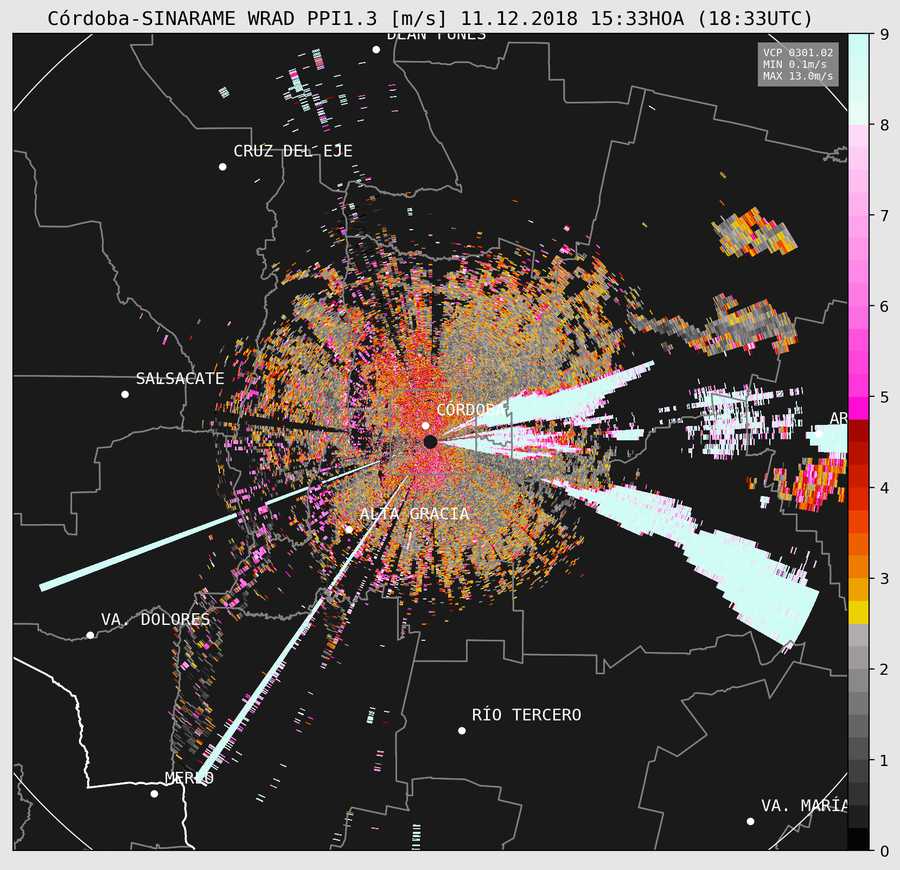 Córdoba-SINARAME WRAD PPI1.3 [m/s] 11.12.2018 15:33HOA (18:33UTC)
DEAN FUNES
VCP 0301.02
MIN 0.1m/s
MAX 13.0m/s
CRUZ DEL EJE
SALSACATE
CÓRDOBA
AR
ALTA GRACIA
VA. DOLORES
RÍO TERCERO
MERLO
VA. MARÍA
9
8
7
6
5
4
3
2
1
0